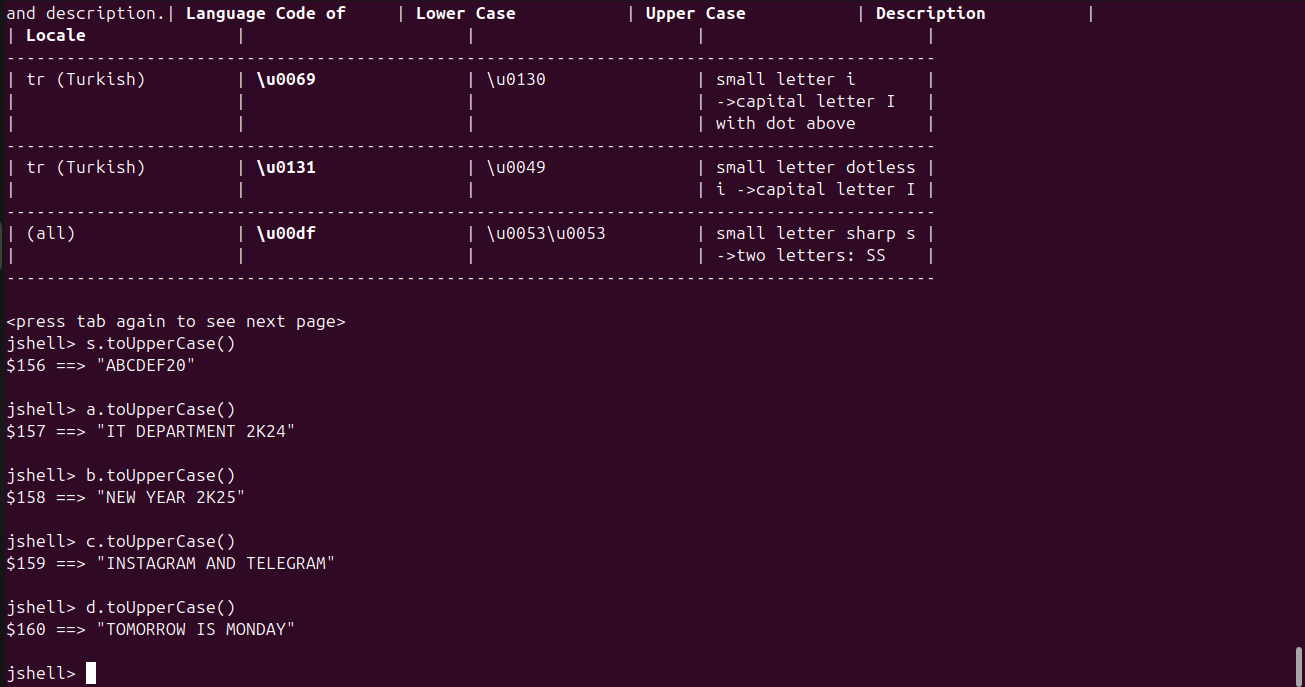 and description.| Language Code of     | Lower Case           | Upper Case           | Description          |
| Locale               |                      |                      |                      |
---------------------------------------------------------------------------------------------
| tr (Turkish)         | \u0069               | \u0130               | small letter i       |
|                      |                      |                      | ->capital letter I   |
|                      |                      |                      | with dot above       |
---------------------------------------------------------------------------------------------
| tr (Turkish)         | \u0131               | \u0049               | small letter dotless |
|                      |                      |                      | i ->capital letter I |
---------------------------------------------------------------------------------------------
| (all)                | \u00df               | \u0053\u0053         | small letter sharp s |
|                      |                      |                      | ->two letters: SS    |
---------------------------------------------------------------------------------------------
<press tab again to see next page>
jshell> s.toUpperCase()
$156 ==> "ABCDEF20"
jshell> a.toUpperCase()
$157 ==> "IT DEPARTMENT 2K24"
jshell> b.toUpperCase()
$158 ==> "NEW YEAR 2K25"
jshell> c.toUpperCase()
$159 ==> "INSTAGRAM AND TELEGRAM"
jshell> d.toUpperCase()
$160 ==> "TOMORROW IS MONDAY"
jshell>